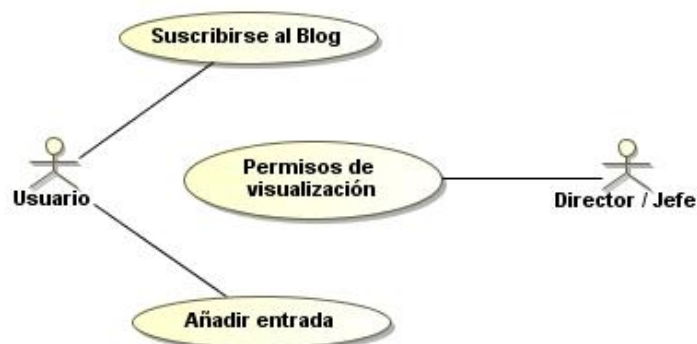 Suscribirse al Blog
Usuario
Permisos de
visualización
Director / Jefe
Añadir entrada